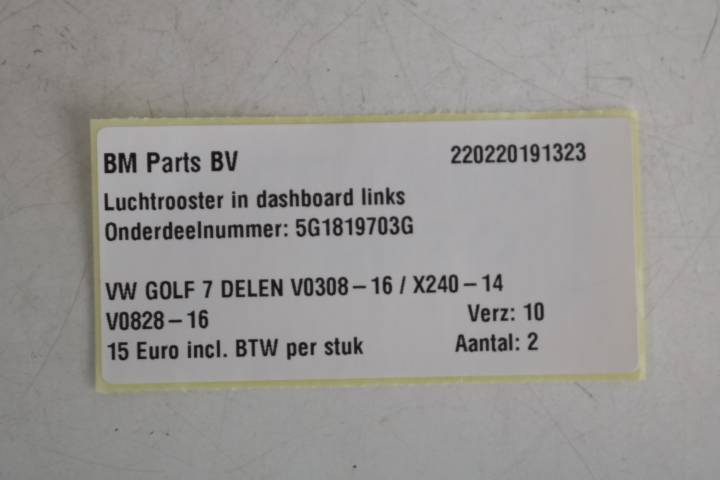 BM Parts BV 220220191323
Luchtrooster in dashboard links
Onderdeelnummer: 5G1819703G
VW GOLF 7 DELEN V0308-16 / X240-14
V0828-16 Verz: 10
15 Euro incl. BTW per stuk Aantal: 2